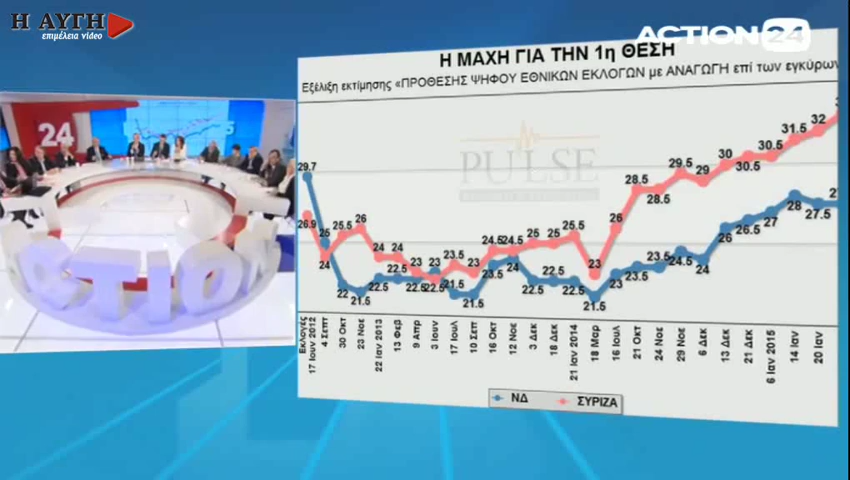 Η ΑΥΓΗ
επιμέλεια video
ACTION 24
Η ΜΑΧΗ ΓΙΑ ΤΗΝ 1η ΘΕΣΗ
Εξέλιξη εκτίμησης «ΠΡΟΘΕΣΗΣ ΨΗΦΟΥ ΕΘΝΙΚΩΝ ΕΚΛΟΓΩΝ με ΑΝΑΓΩΓΗ επί των εγκύρων
PULSE
24
ACTION
29.7 25 22 21.5 22.5 22.5 22.5 23 21.5 21.5 23.5 24 22.5 22.5 22.5 21.5 23 23.5 23.5 24.5 24 26 26.5 27 28 27.5
26.9 24 25.5 26 24 24 23 22.5 23.5 23 24.5 24.5 25 25 25.5 23 26 28.5 28.5 29.5 29 30 30.5 30.5 31.5 32
Εκλογές
17 Ιουν 2012
4 Σεπτ
30 Οκτ
23 Νοε
22 Ιαν 2013
13 Φεβ
9 Απρ
3 Ιουν
17 Ιουλ
10 Σεπ
16 Οκτ
12 Νοε
3 Δεκ
18 Δεκ
21 Ιαν 2014
18 Μαρ
16 Ιουλ
21 Οκτ
24 Νοε
29 Νοε
6 Δεκ
13 Δεκ
21 Δεκ
6 Ιαν 2015
14 Ιαν
20 Ιαν
ΝΔ ΣΥΡΙΖΑ